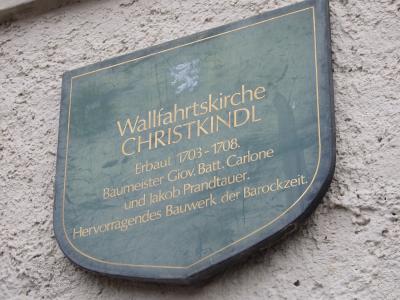 Wallfahrtskirche
CHRISTKINDL
Erbaut 1703-1708.
Baumeister Giov. Batt. Carlone
und Jakob Prandtauer.
Hervorragendes Bauwerk der Barockzeit.